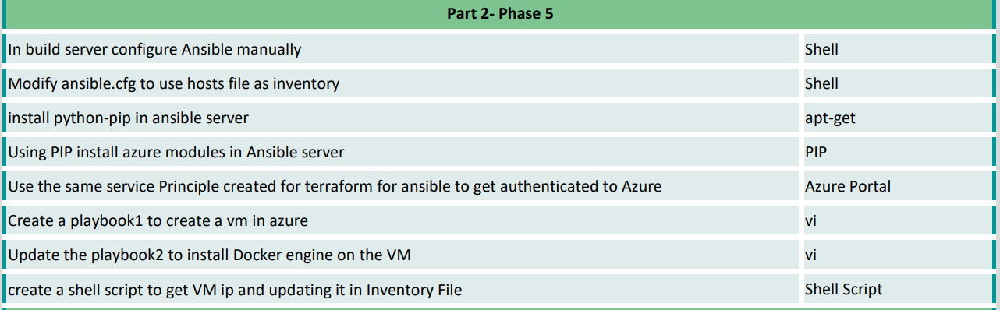 Part 2- Phase 5
In build server configure Ansible manually Shell
Modify ansible.cfg to use hosts file as inventory Shell
install python-pip in ansible server apt-get
Using PIP install azure modules in Ansible server PIP
Use the same service Principle created for terraform for ansible to get authenticated to Azure Azure Portal
Create a playbook1 to create a vm in azure vi
Update the playbook2 to install Docker engine on the VM vi
create a shell script to get VM ip and updating it in Inventory File Shell Script